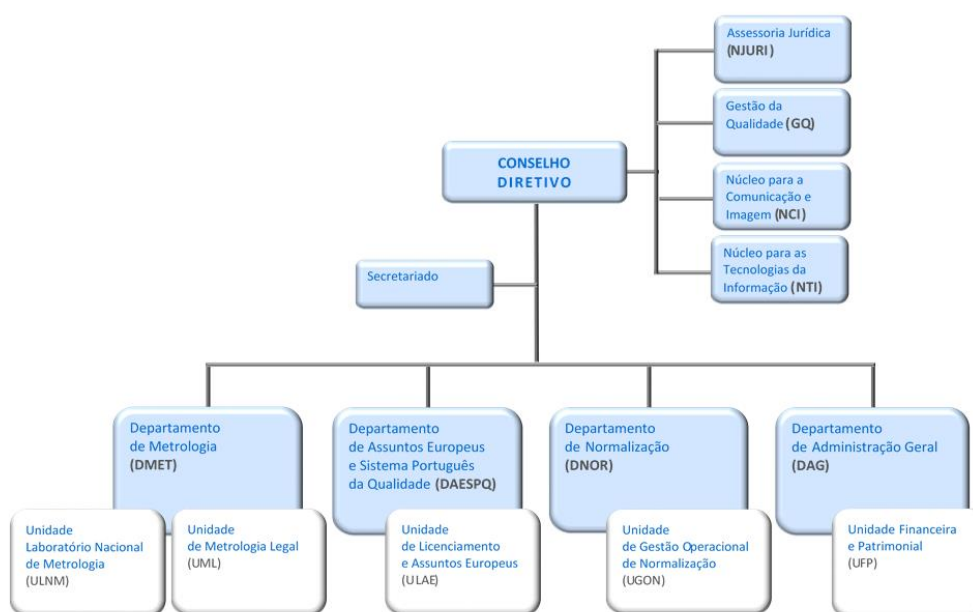 Assessoria Jurídica
(NJURI)
Gestão da
Qualidade (GQ)
CONSELHO
DIRETIVO
Núcleo para a
Comunicação e
Imagem (NCI)
Secretariado
Núcleo para as
Tecnologias da
Informação (NTI)
Departamento
de Metrologia
(DMET)
Departamento
de Assuntos Europeus
e Sistema Português
da Qualidade (DAESPQ)
Departamento
de Normalização
(DNOR)
Departamento
de Administração Geral
(DAG)
Unidade
Laboratório Nacional
de Metrologia
(ULNM)
Unidade
de Metrologia Legal
(UML)
Unidade
de Licenciamento
e Assuntos Europeus
(ULAE)
Unidade
de Gestão Operacional
de Normalização
(UGON)
Unidade Financeira
e Patrimonial
(UFP)